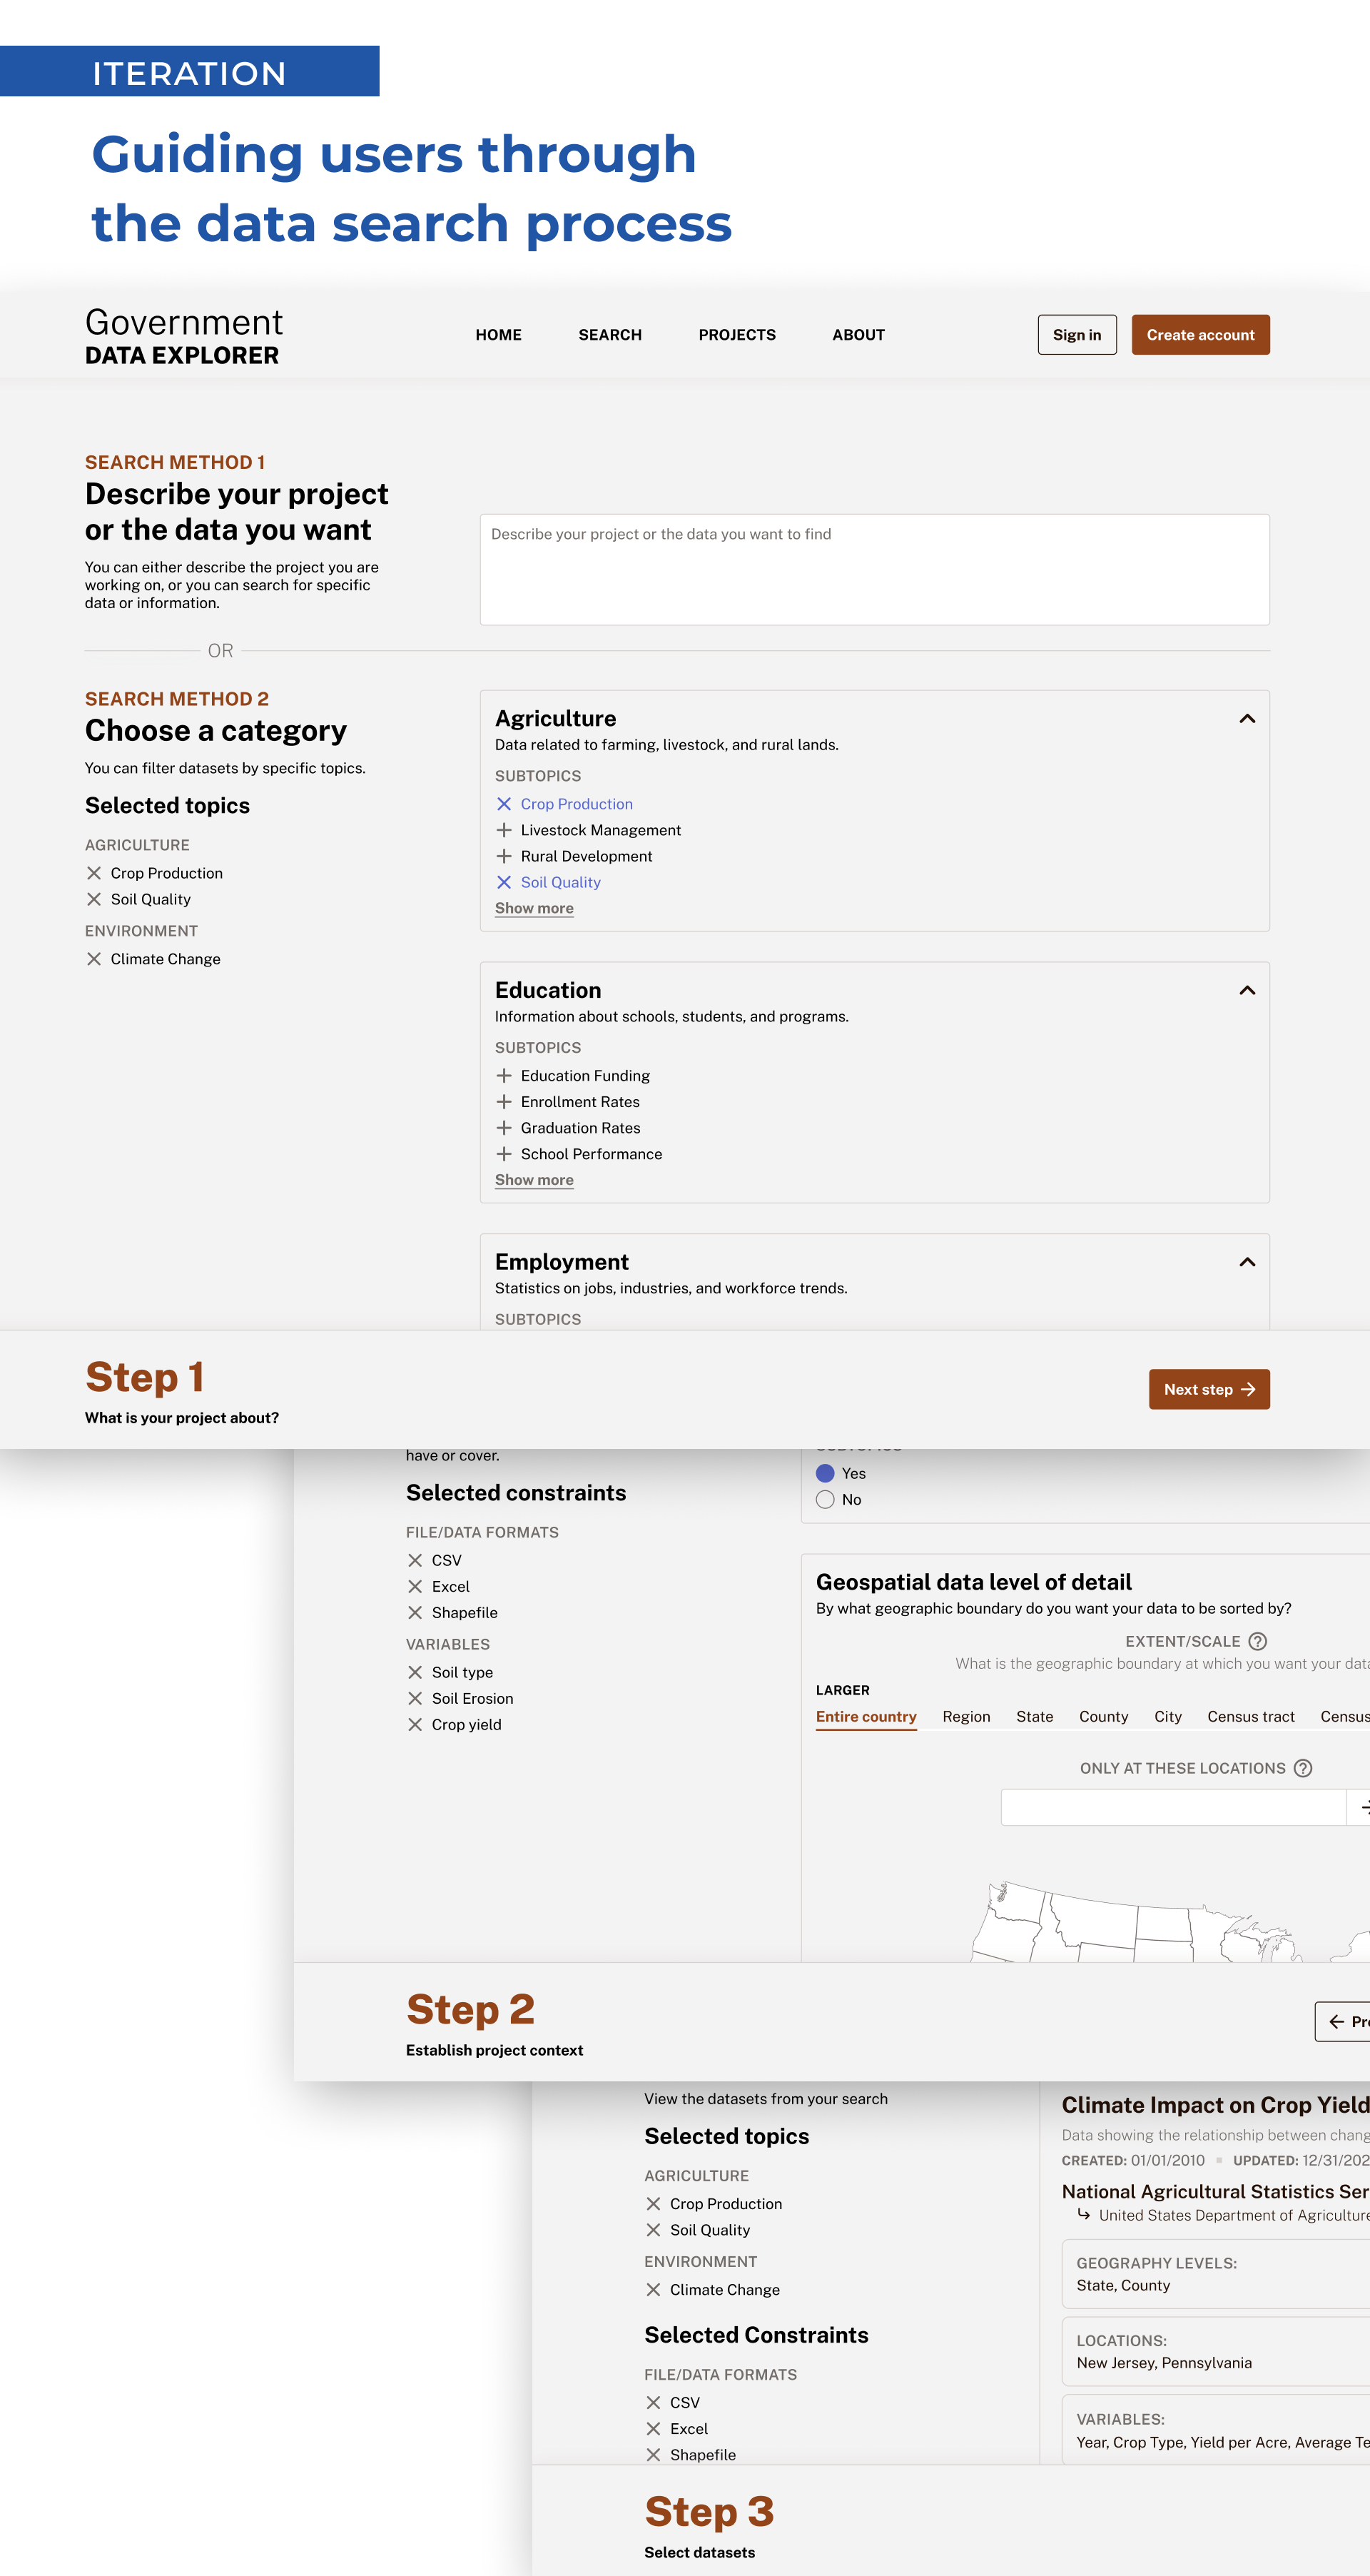 ITERATION
Guiding users through
the data search process
Government
DATA EXPLORER
HOME SEARCH PROJECTS ABOUT
Sign in Create account
SEARCH METHOD 1
Describe your project
or the data you want
You can either describe the project you are
working on, or you can search for specific
data or information.
Describe your project or the data you want to find
OR
SEARCH METHOD 2
Choose a category
You can filter datasets by specific topics.
Selected topics
AGRICULTURE
Crop Production
Soil Quality
ENVIRONMENT
Climate Change
Agriculture
Data related to farming, livestock, and rural lands.
SUBTOPICS
Crop Production
Livestock Management
Rural Development
Soil Quality
Show more
Education
Information about schools, students, and programs.
SUBTOPICS
Education Funding
Enrollment Rates
Graduation Rates
School Performance
Show more
Employment
Statistics on jobs, industries, and workforce trends.
SUBTOPICS
Step 1
What is your project about?
Next step
have or cover.
Selected constraints
FILE/DATA FORMATS
CSV
Excel
Shapefile
VARIABLES
Soil type
Soil Erosion
Crop yield
Yes
No
Geospatial data level of detail
By what geographic boundary do you want your data to be sorted by?
EXTENT/SCALE
What is the geographic boundary at which you want your data
LARGER
Entire country Region State County City Census tract Census
ONLY AT THESE LOCATIONS
Step 2
Establish project context
View the datasets from your search
Selected topics
AGRICULTURE
Crop Production
Soil Quality
ENVIRONMENT
Climate Change
Selected Constraints
FILE/DATA FORMATS
CSV
Excel
Shapefile
Climate Impact on Crop Yield
Data showing the relationship between
CREATED: 01/01/2010 UPDATED: 12/31/202
National Agricultural Statistics
United States Department of Agriculture
GEOGRAPHY LEVELS:
State, County
LOCATIONS:
New Jersey, Pennsylvania
VARIABLES:
Year, Crop Type, Yield per Acre, Average
Step 3
Select datasets